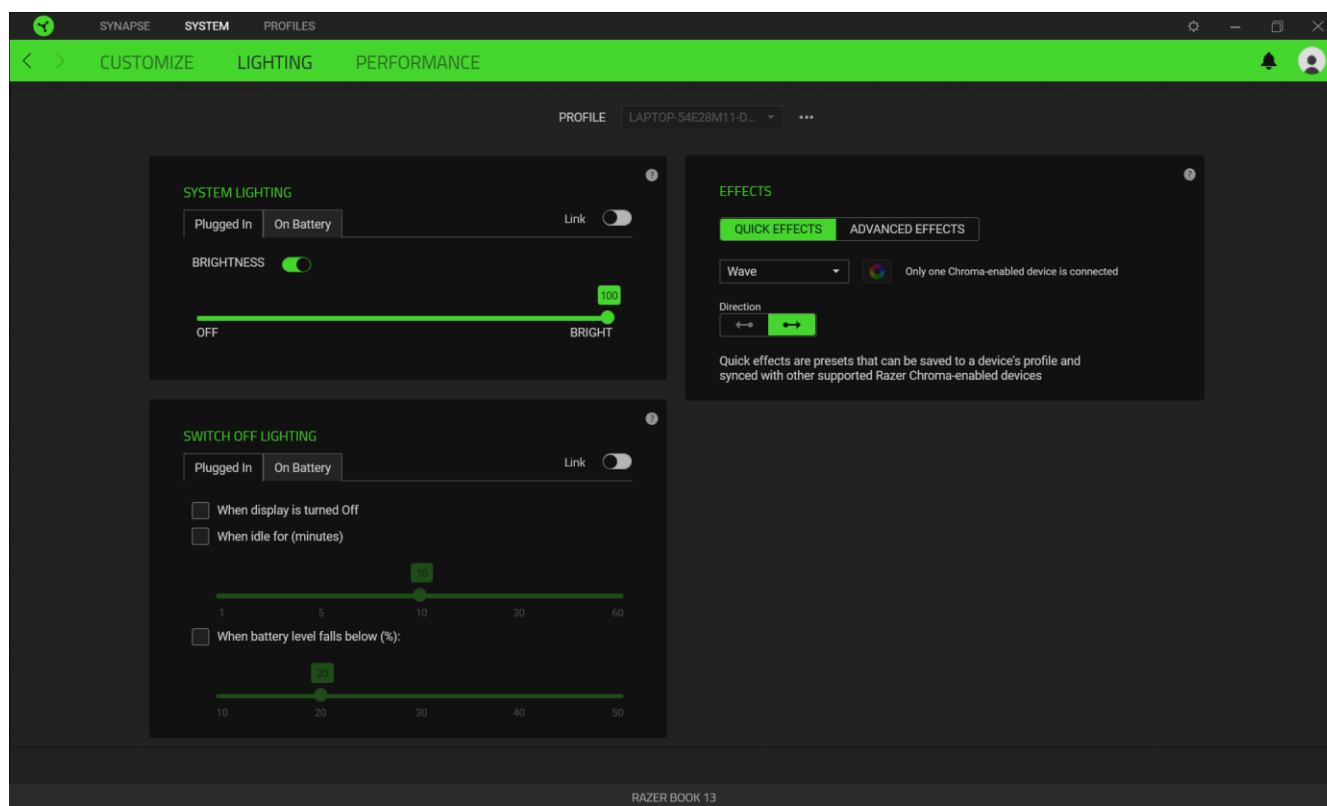 SYNAPSE SYSTEM PROFILES
CUSTOMIZE LIGHTING PERFORMANCE
PROFILE LAPTOP-54E28M11-D... •••
SYSTEM LIGHTING
Plugged In On Battery Link
BRIGHTNESS
100
OFF BRIGHT
SWITCH OFF LIGHTING
Plugged In On Battery Link
When display is turned Off
When idle for (minutes)
10
1 5 10 30 60
When battery level falls below (%):
20
10 20 30 40 50
EFFECTS
QUICK EFFECTS ADVANCED EFFECTS
Wave Only one Chroma-enabled device is connected
Direction
Quick effects are presets that can be saved to a device's profile and
synced with other supported Razer Chroma-enabled devices
RAZER BOOK 13